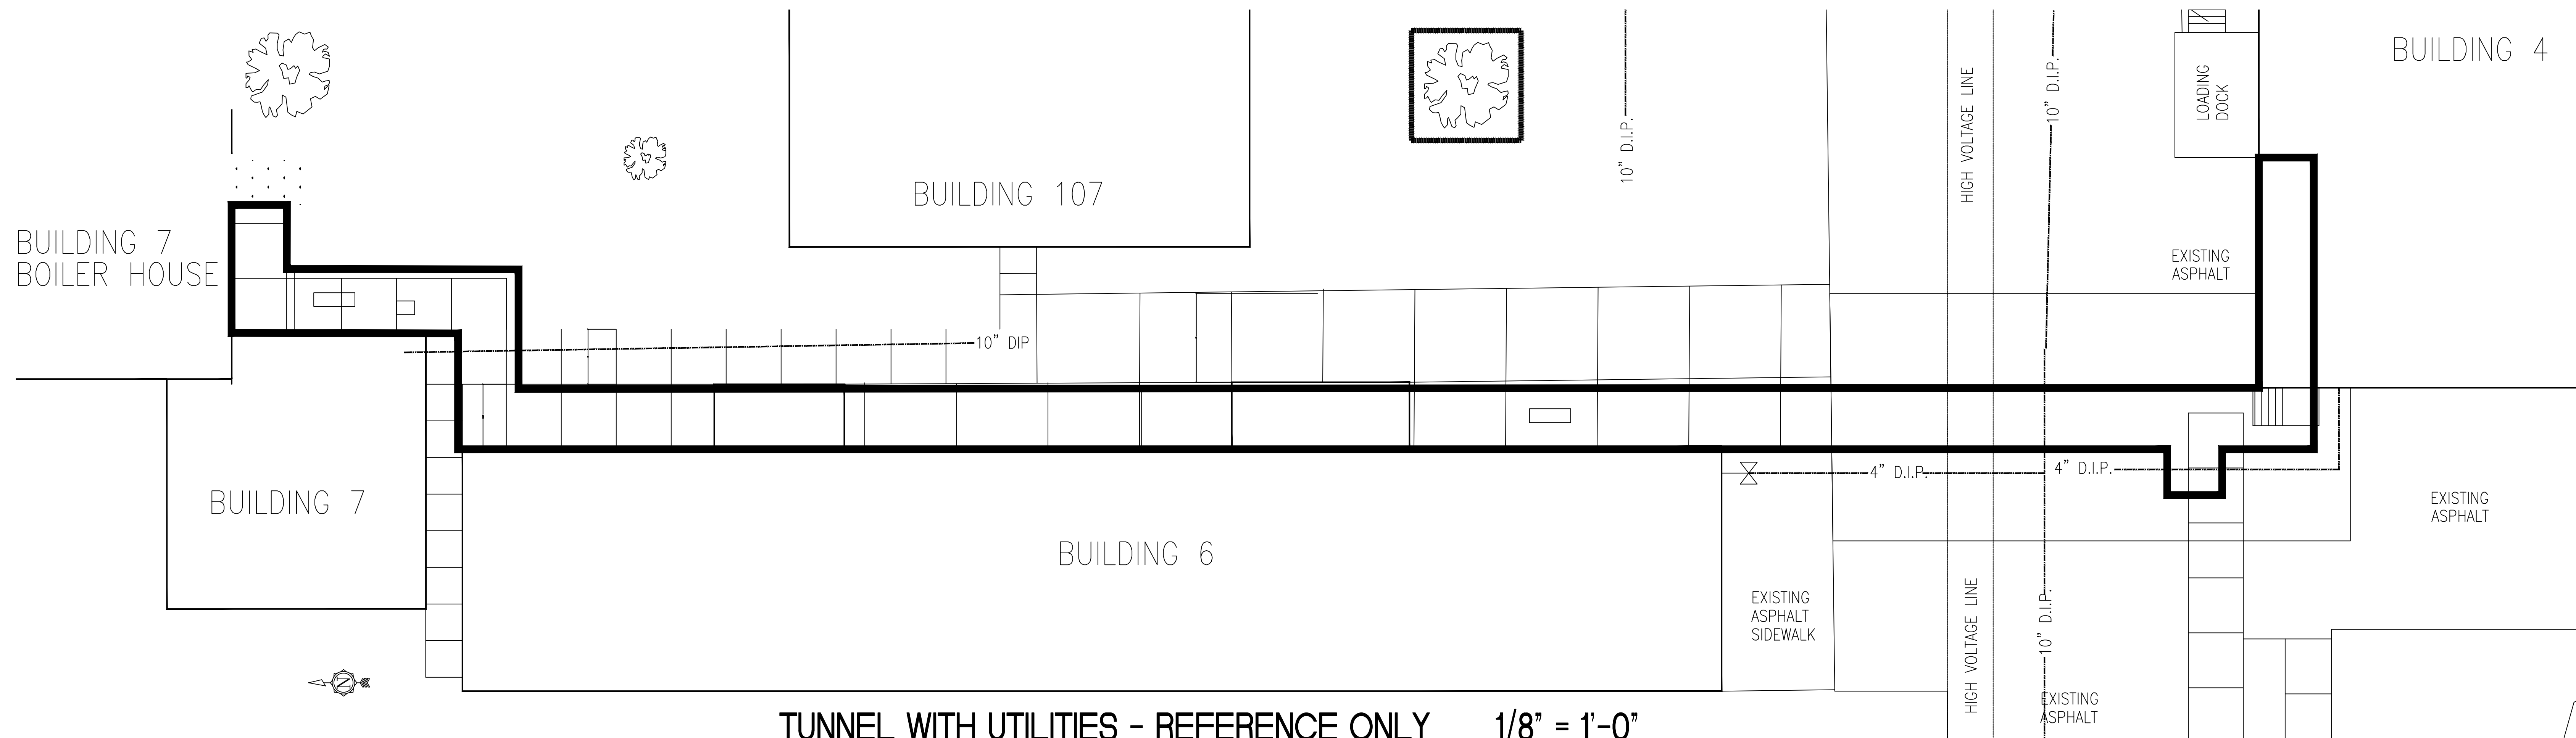 BUILDING 4
HIGH VOLTAGE LINE
10" D.I.P.
LOADING
DOCK
10" D.I.P.
BUILDING 107
BUILDING 7
BOILER HOUSE
EXISTING
ASPHALT
10" DIP
4" D.I.P.
4" D.I.P.
BUILDING 7
EXISTING
ASPHALT
BUILDING 6
EXISTING
ASPHALT
SIDEWALK
HIGH VOLTAGE LINE
10" D.I.P.
N
EXISTING
ASPHALT
TUNNEL WITH UTILITIES - REFERENCE ONLY 1/8" = 1'-0"